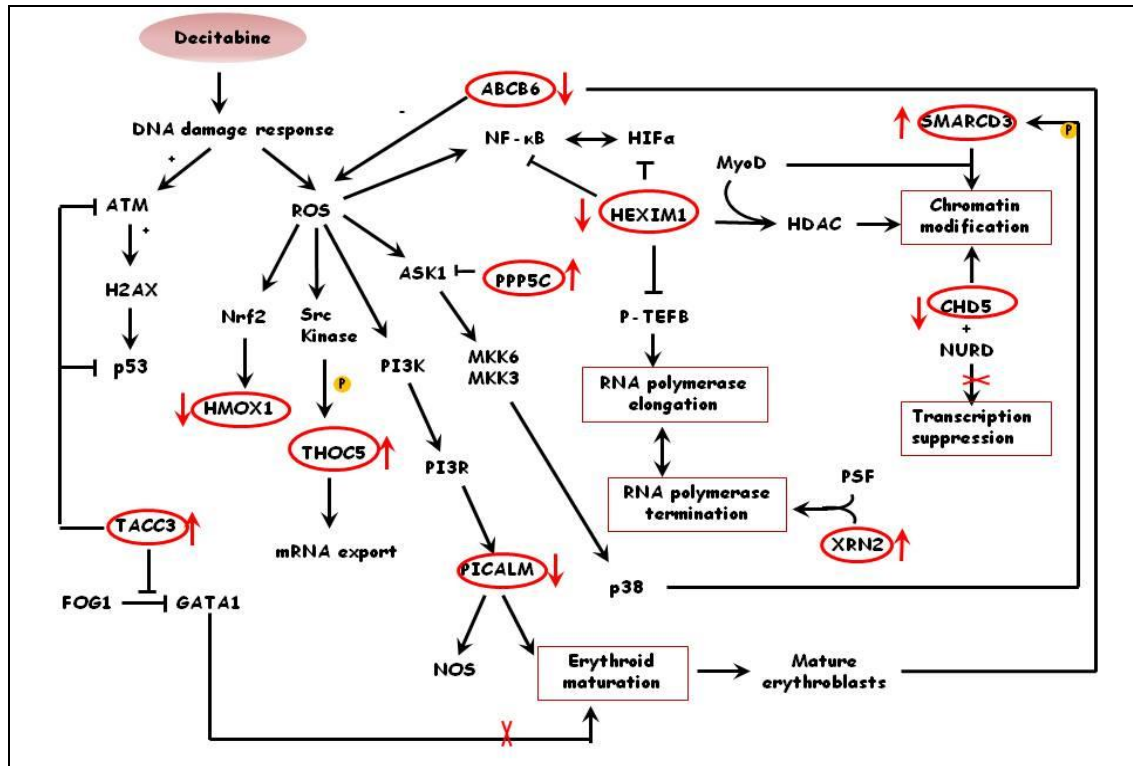 Decitabine
ABCB6
DNA damage response
-
SMARCD3
P
+
NF-κB
HIFα
MyoD
ATM
ROS
HEXIM1
HDAC
Chromatin
modification
+
ASK1
PPP5C
H2AX
Nrf2
Src
Kinase
P-TEFB
CHD5
+
NURD
p53
PI3K
MKK6
MKK3
P
RNA polymerase
elongation
HMOX1
Transcription
suppression
THOC5
PI3R
PSF
RNA polymerase
termination
TACC3
XRN2
mRNA export
PICALM
p38
FOG1
GATA1
NOS
Erythroid
maturation
Mature
erythroblasts